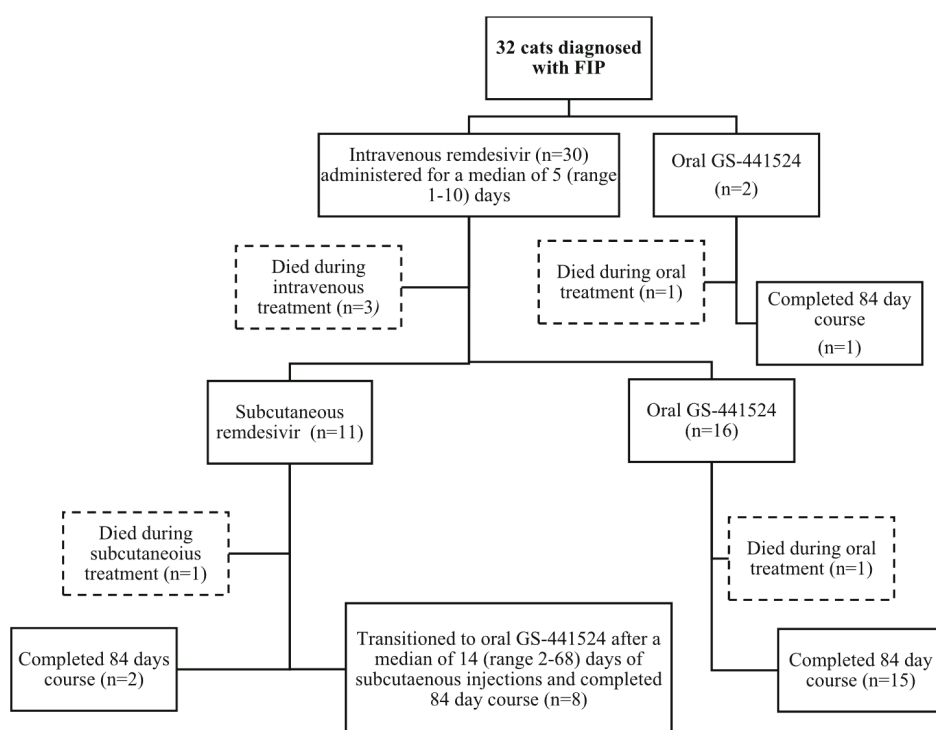 32 cats diagnosed
with FIP
Intravenous remdesivir (n=30)
administered for a median of 5 (range
1-10) days
Oral GS-441524
(n=2)
Died during
intravenous
treatment (n=3)
Died during oral
treatment (n=1)
Completed 84 day
course
(n=1)
Subcutaneous
remdesivir (n=11)
Oral GS-441524
(n=16)
Died during
subcutaneoius
treatment (n=1)
Died during oral
treatment (n=1)
Completed 84 days
course (n=2)
Transitioned to oral GS-441524 after a
median of 14 (range 2-68) days of
subcutaenous injections and completed
84 day course (n=8)
Completed 84 day
course (n=15)